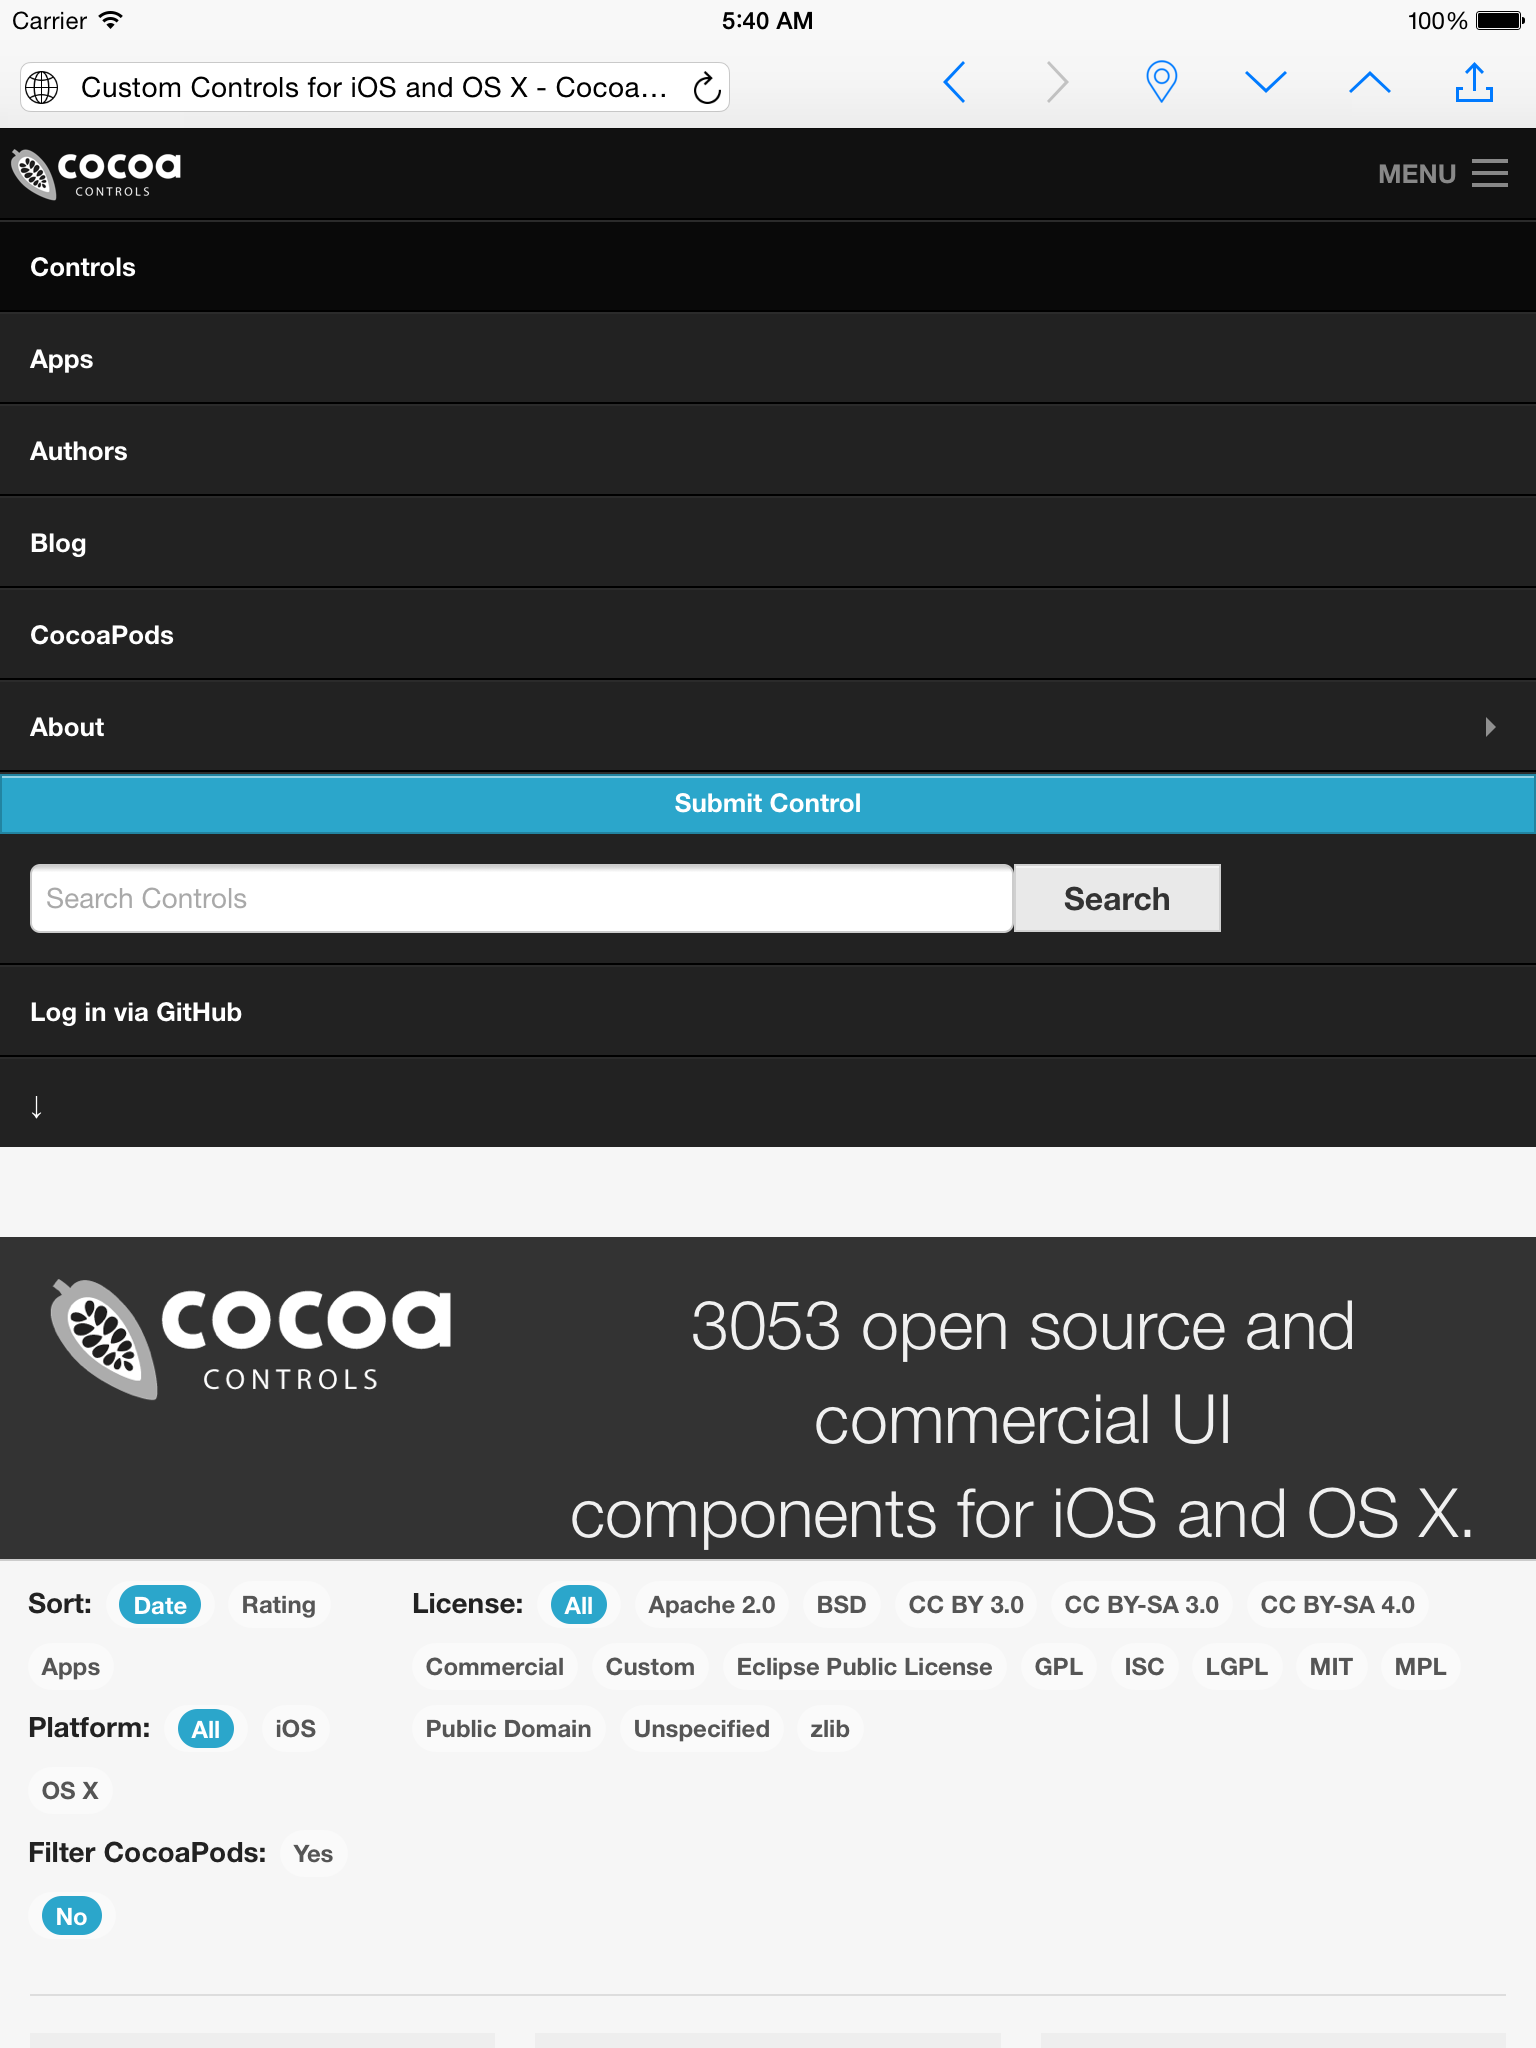 Carrier 5:40 AM 100%
Custom Controls for iOS and OS X - Cocoa...
cocoa
CONTROLS
MENU
Controls
Apps
Authors
Blog
CocoaPods
About
Submit Control
Search Controls Search
Log in via GitHub
↓
cocoa
CONTROLS
3053 open source and
commercial UI
components for iOS and OS X.
Sort: Date Rating
Apps
Platform: All iOS
OS X
Filter CocoaPods: Yes
No
License: All Apache 2.0 BSD CC BY 3.0 CC BY-SA 3.0 CC BY-SA 4.0
Commercial Custom Eclipse Public License GPL ISC LGPL MIT MPL
Public Domain Unspecified zlib